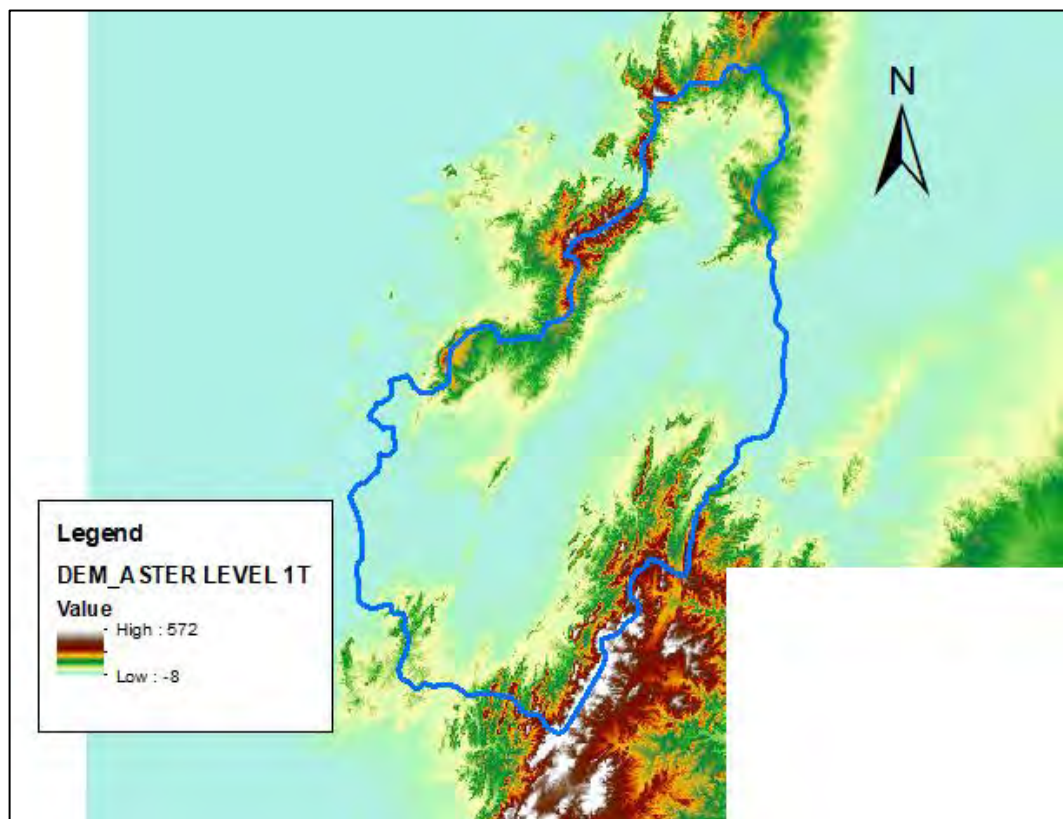 N
Legend
DEM_ASTER LEVEL 1T
Value
High : 572
Low : -8